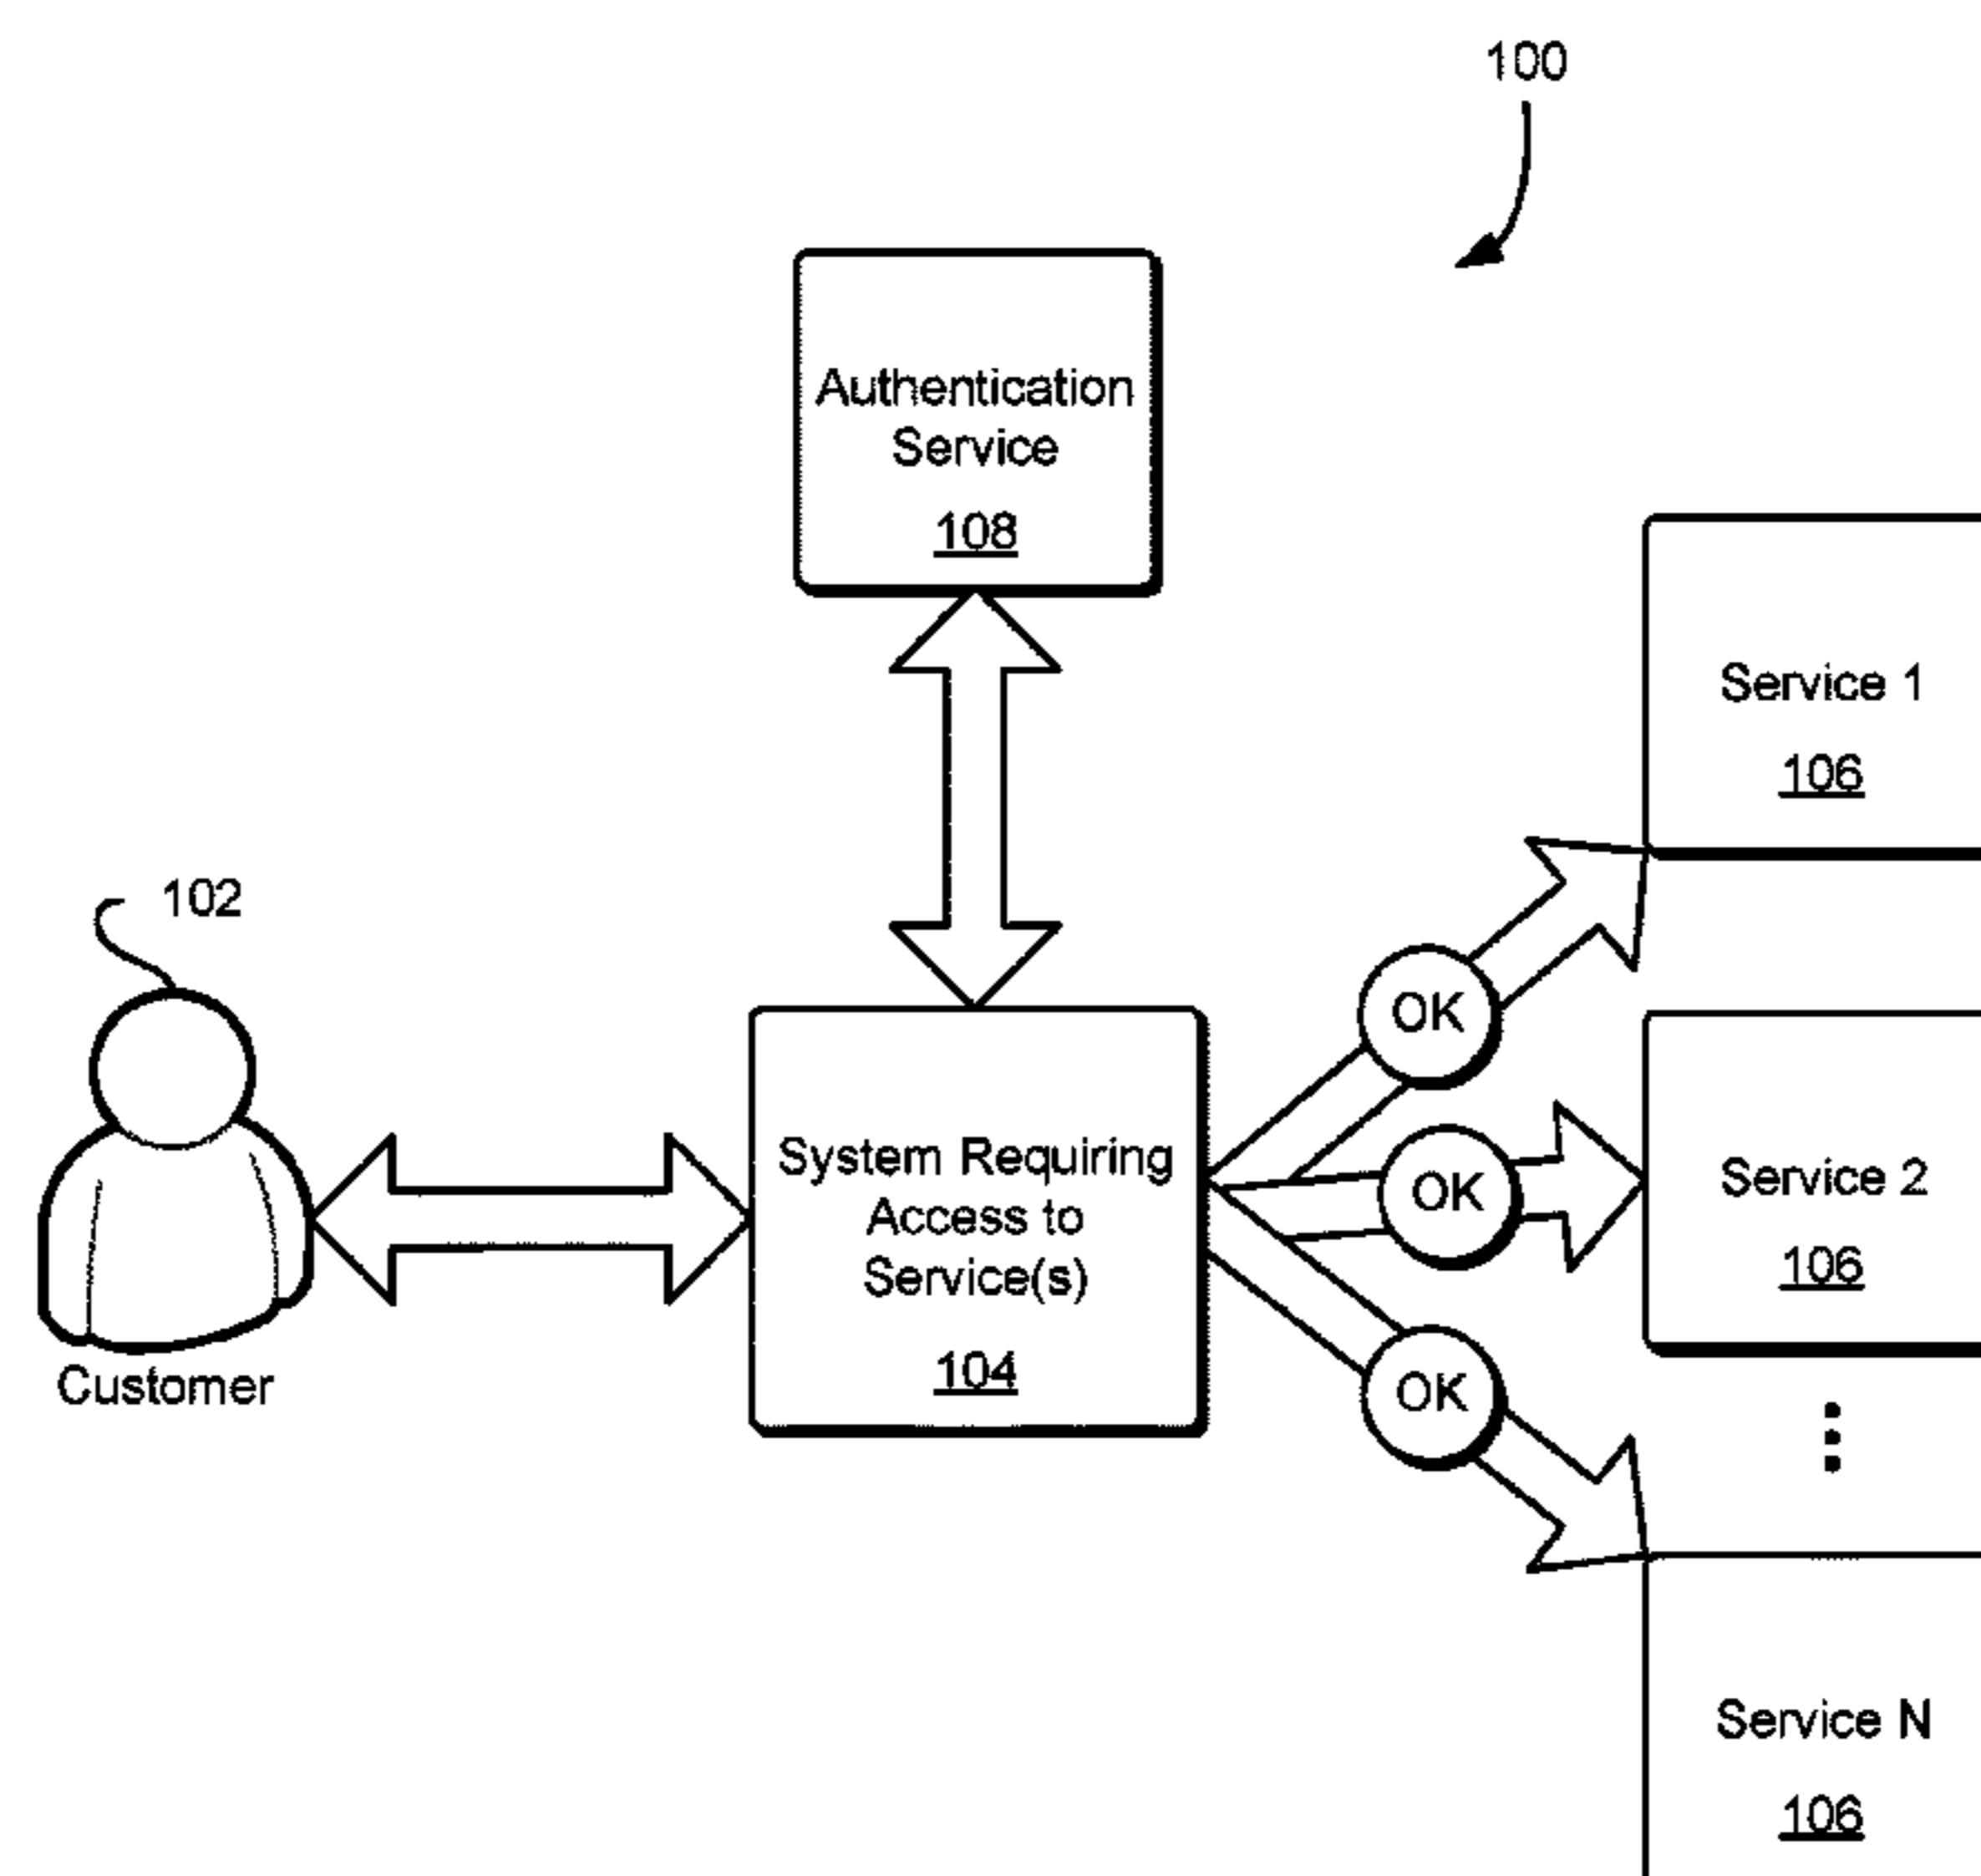 100
Authentication
Service
108
Service 1
106
102
OK
System Requiring
Access to
Service(s)
104
OK
Service 2
106
Customer
OK
Service N
106